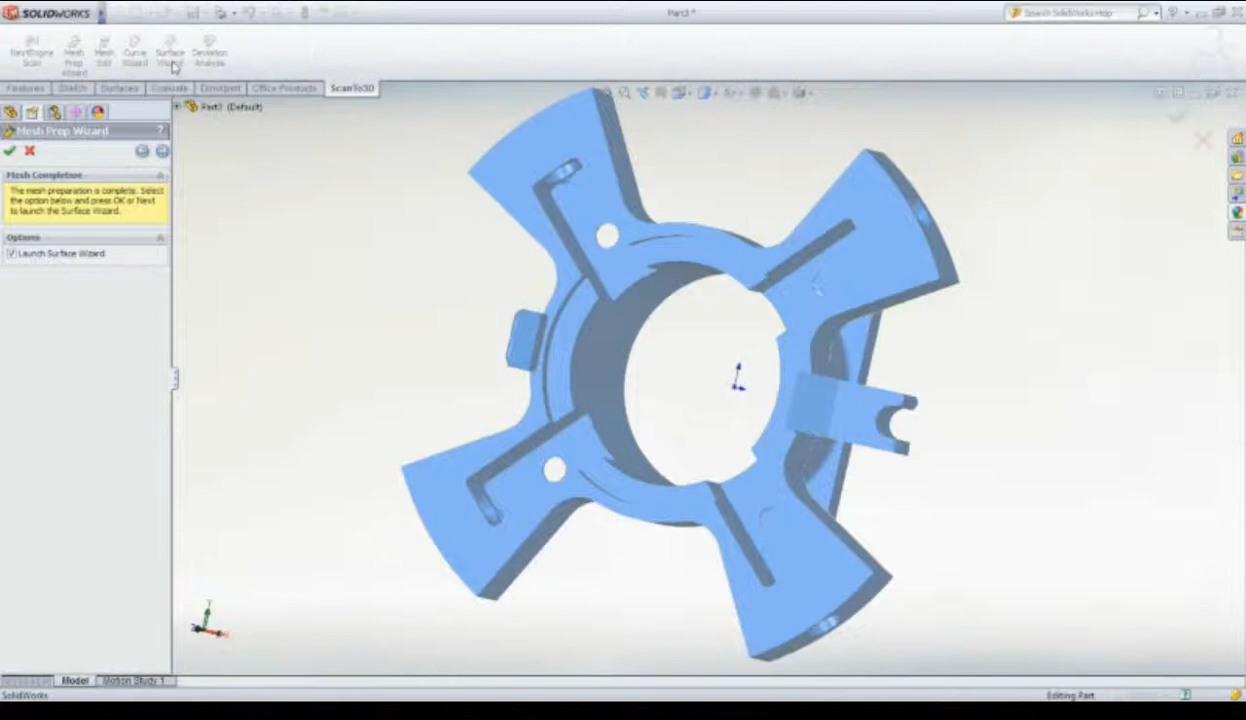 SOLIDWORKS
Part3 *
Search SolidWorks Help
NextEngine Scan
Mesh Prep Wizard
Mesh Edit
Curve Wizard
Surface Wizard
Deviation Analysis
Features
Sketch
Surfaces
Evaluate
DimXpert
Office Products
ScanTo3D
Part3 (Default)
Mesh Prep Wizard
?
Mesh Completion
The mesh preparation is complete. Select
the option below and press OK or Next
to launch the Surface Wizard.
Options
Launch Surface Wizard
Model
Motion Study 1
SolidWorks
Editing Part